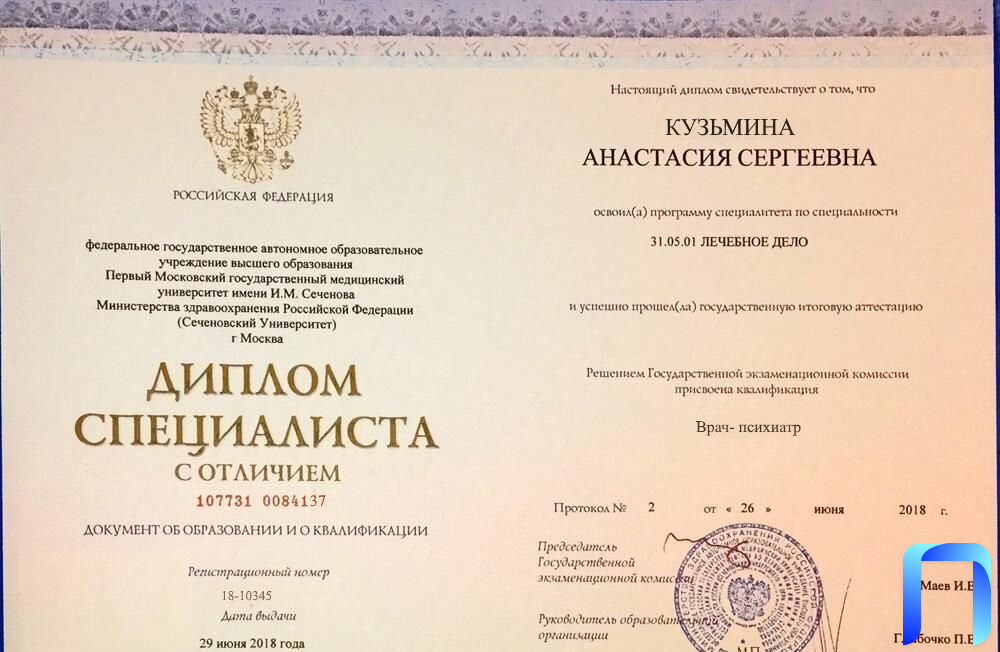 РОССИЙСКАЯ ФЕДЕРАЦИЯ
федеральное государственное автономное образовательное
учреждение высшего образования
Первый Московский государственный медицинский
университет имени И.М. Сеченова
Министерства здравоохранения Российской Федерации
(Сеченовский Университет)
г Москва
ДИПЛОМ
СПЕЦИАЛИСТА
С ОТЛИЧИЕМ
107731 0084137
ДОКУМЕНТ ОБ ОБРАЗОВАНИИ И О КВАЛИФИКАЦИИ
Регистрационный номер
18-10345
Дата выдачи
29 июня 2018 года
Настоящий диплом свидетельствует о том, что
КУЗЬМИНА
АНАСТАСИЯ СЕРГЕЕВНА
освоил(а) программу специалитета по специальности
31.05.01 ЛЕЧЕБНОЕ ДЕЛО
и успешно прошел(ла) государственную итоговую аттестацию
Решением Государственной экзаменационной комиссии
присвоена квалификация
Врач- психиатр
Протокол № 2 от « 26 » июня 2018 г.
Председатель
Государственной
экзаменационной комиссии
Маев И.В
Руководитель образовательной
организации
П.В
М.П.